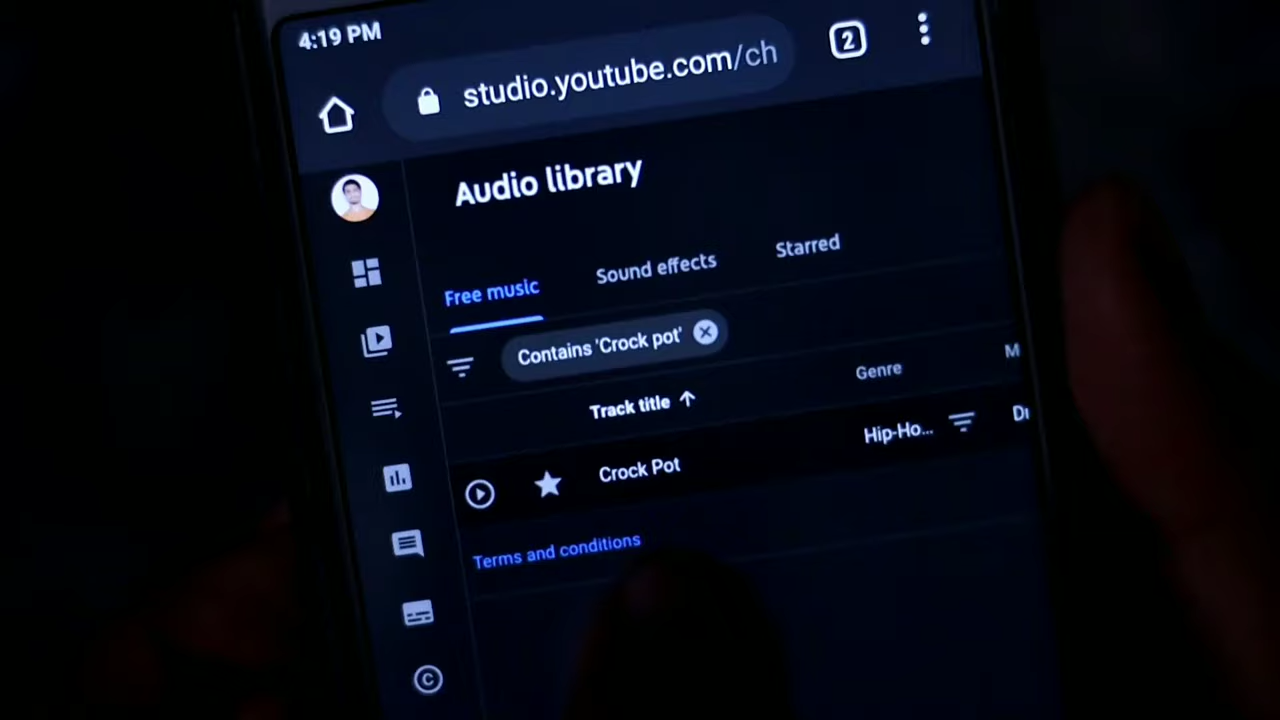 4:19 PM
studio.youtube.com/ch
2
Audio library
Free music
Sound effects
Starred
Contains 'Crock pot'
Track title
Genre
M
Crock Pot
Hip-Ho...
Terms and conditions